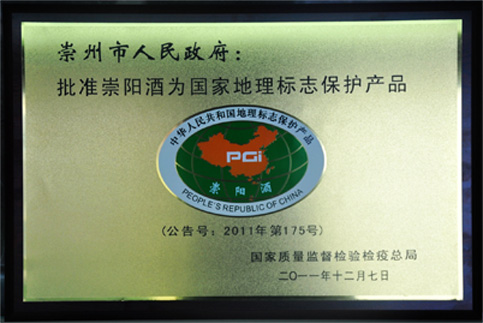 崇州市人民政府:
批准崇阳酒为国家地理标志保护产品
中华人民共和国地理标志保护产品
PGi
崇阳酒
PEOPLE'S REPUBLIC OF CHINA
(公告号:2011年第175号)
国家质量监督检验检疫总局
二〇一一年十二月七日